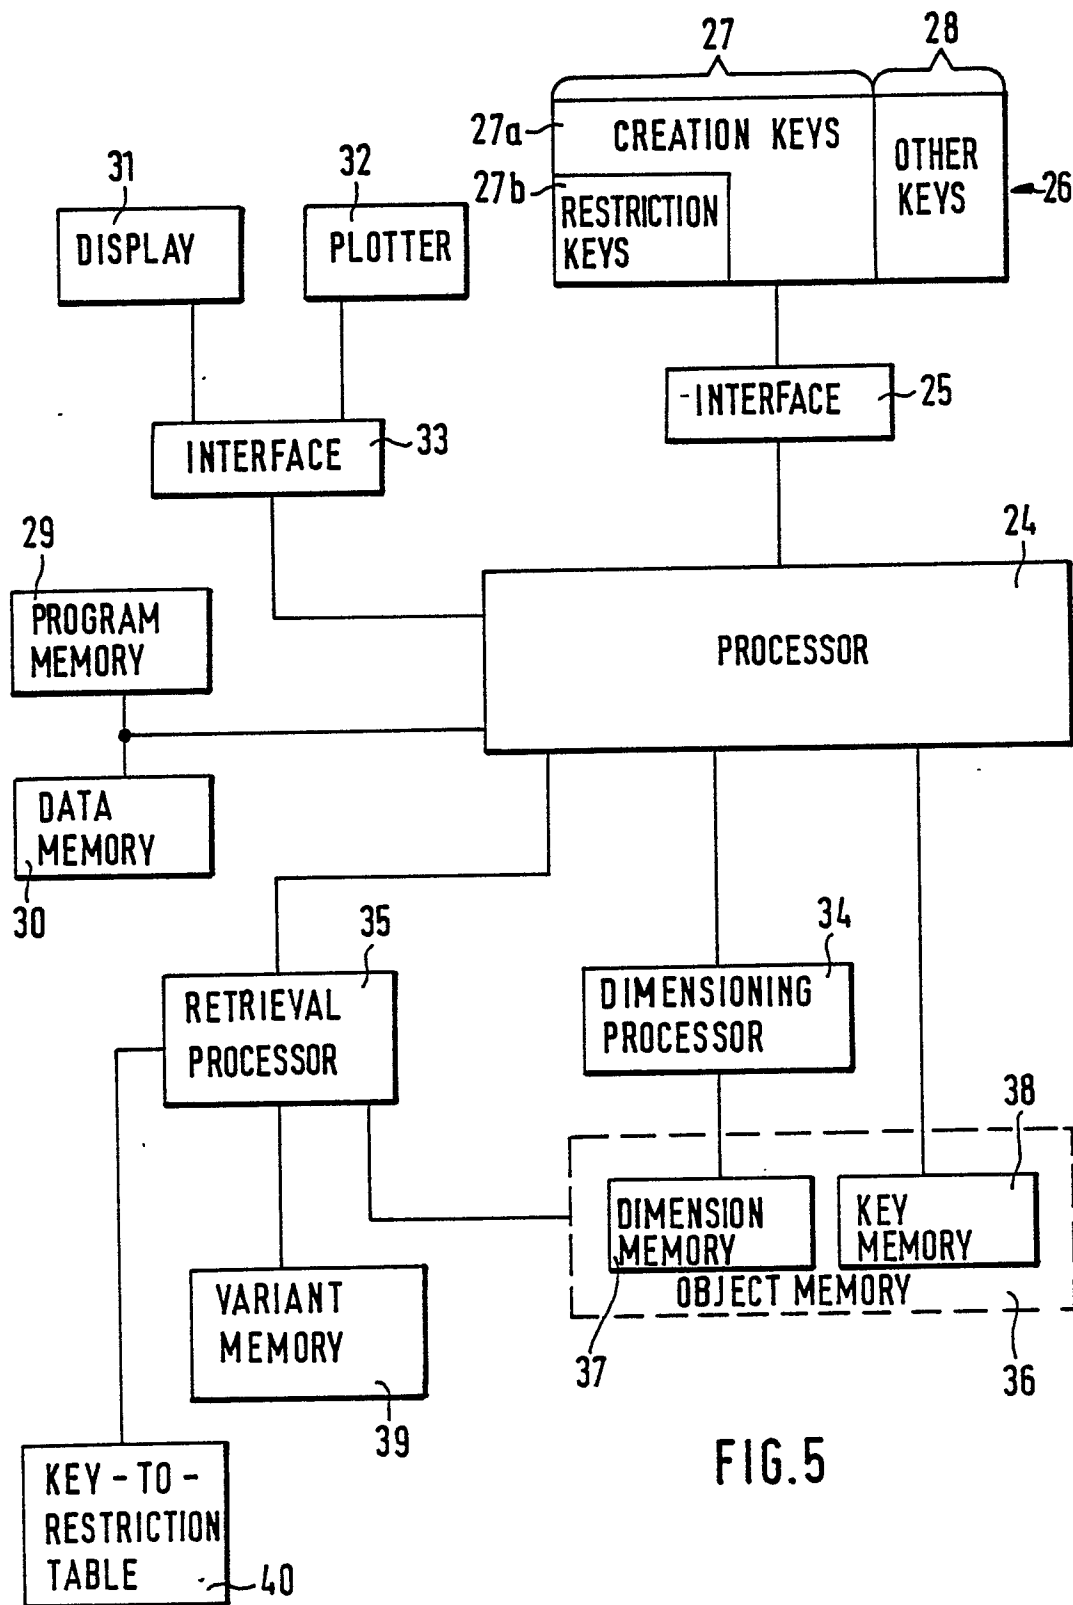 27 28
27a CREATION KEYS
OTHER
KEYS
26
27b
RESTRICTION
KEYS
31
DISPLAY
32
PLOTTER
INTERFACE 25
INTERFACE 33
29
PROGRAM
MEMORY
24
PROCESSOR
DATA
MEMORY
30
35
RETRIEVAL
PROCESSOR
34
DIMENSIONING
PROCESSOR
38
DIMENSION
MEMORY
KEY
MEMORY
OBJECT MEMORY
37
36
VARIANT
MEMORY
39
KEY-TO-
RESTRICTION
TABLE
40
FIG.5